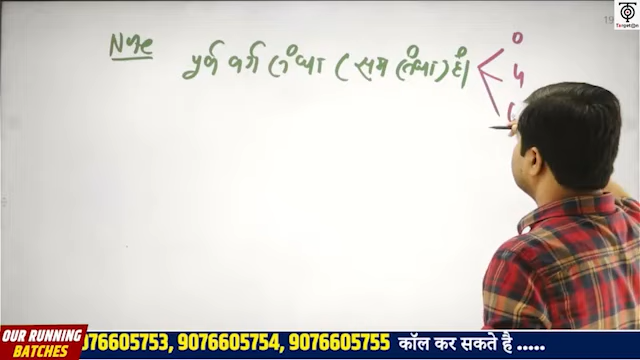 Note
पूर्ण वर्ग संख्या (सम संख्या) हो
0
4
OUR RUNNING
BATCHES
9076605753, 9076605754, 9076605755 कॉल कर सकते है .....